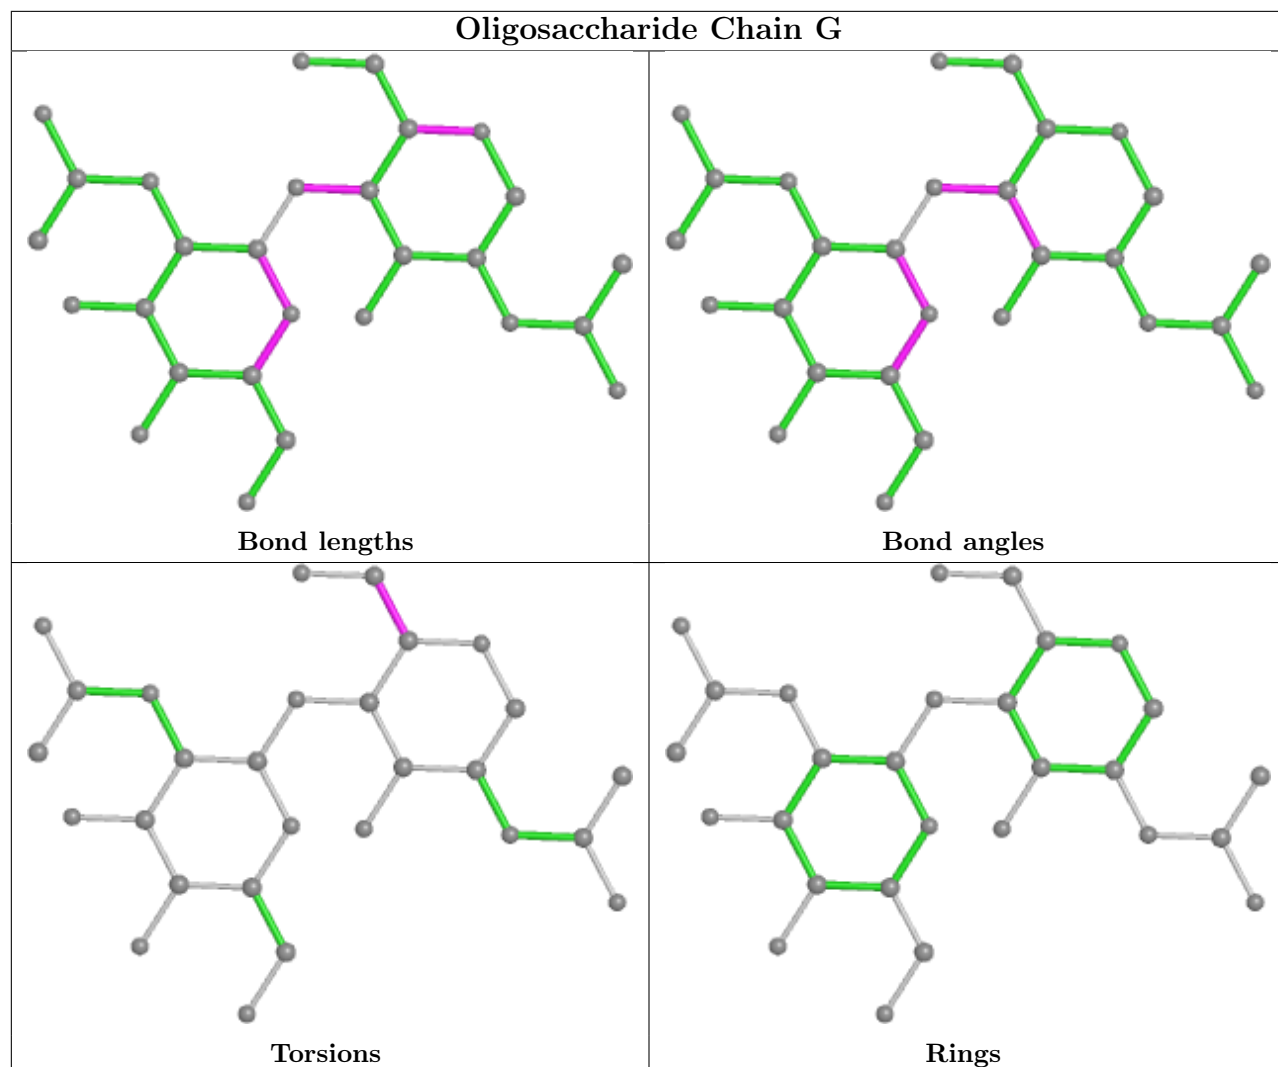 Oligosaccharide Chain G
Bond lengths
Bond angles
Torsions
Rings